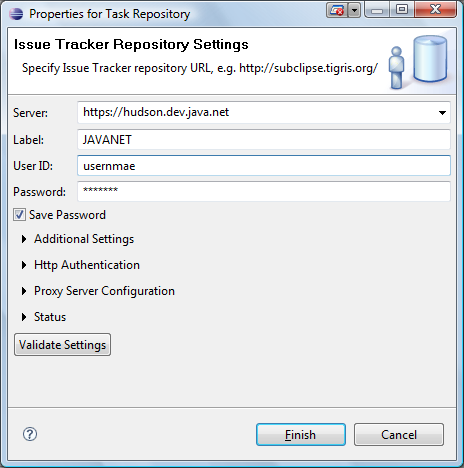 Properties for Task Repository
Issue Tracker Repository Settings
Specify Issue Tracker repository URL, e.g. http://subclipse.tigris.org/
Server: https://hudson.dev.java.net
Label: JAVANET
User ID: usernmae
Password: *******
Save Password
Additional Settings
Http Authentication
Proxy Server Configuration
Status
Validate Settings
? Finish Cancel